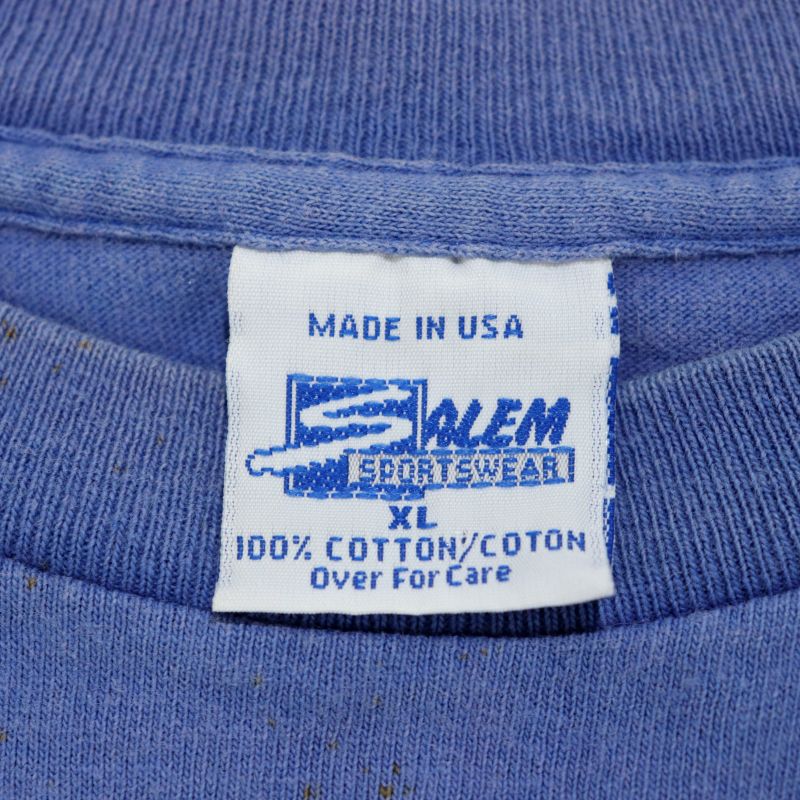 MADE IN USA
SALEM
SPORTSWEAR
XL
100% COTTON/COTON
Over For Care